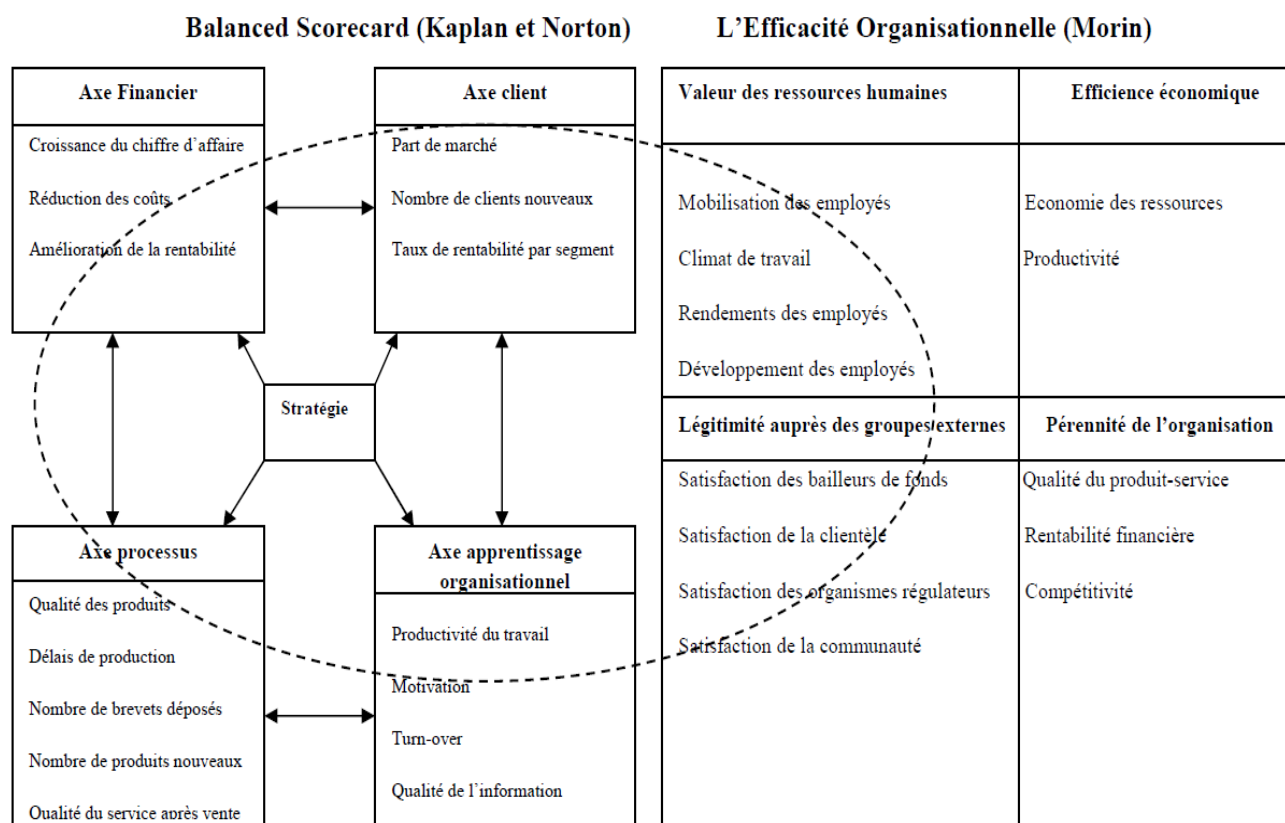 Balanced Scorecard (Kaplan et Norton)
L'Efficacité Organisationnelle (Morin)
Axe Financier
Croissance du chiffre d'affaire
Réduction des coûts
Amélioration de la rentabilité
Axe client
Part de marché
Nombre de clients nouveaux
Taux de rentabilité par segment
Stratégie
Axe processus
Qualité des produits
Délais de production
Nombre de brevets déposés
Nombre de produits nouveaux
Qualité du service après vente
Axe apprentissage
organisationnel
Productivité du travail
Motivation
Turn-over
Qualité de l'information
Valeur des ressources humaines
Mobilisation des employés
Climat de travail
Rendements des employés
Développement des employés
Efficience économique
Economie des ressources
Productivité
Légitimité auprès des groupes externes
Satisfaction des bailleurs de fonds
Satisfaction de la clientèle
Satisfaction des organismes régulateurs
Satisfaction de la communauté
Pérennité de l'organisation
Qualité du produit-service
Rentabilité financière
Compétitivité